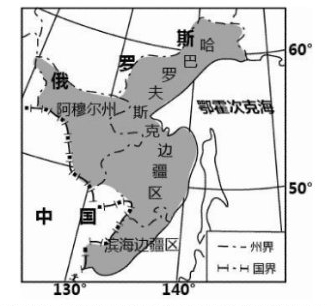 俄罗斯
60°
哈巴罗夫斯克边疆区
阿穆尔州
鄂霍次克海
50°
中国
滨海边疆区
州界
国界
130°
140°